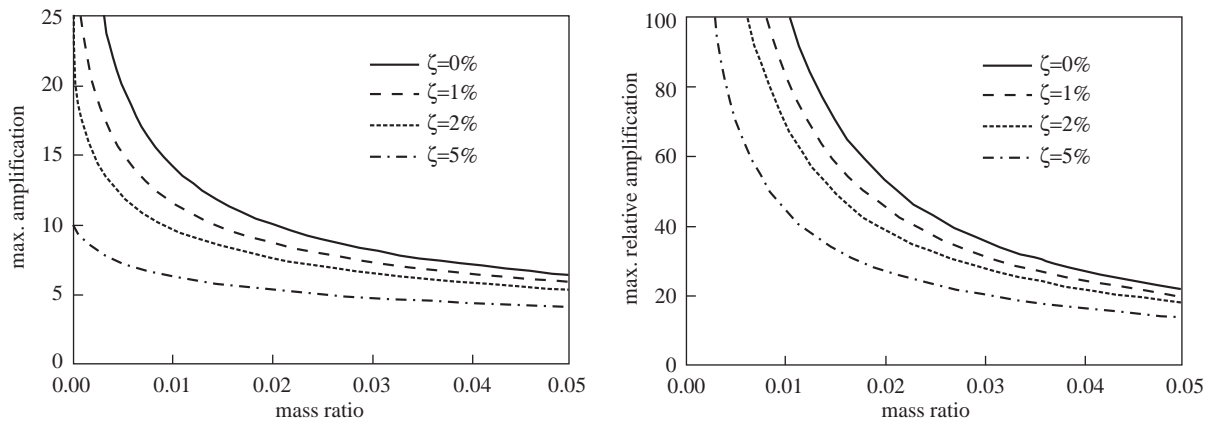 max. amplification
25
20
15
10
5
0
0.00 0.01 0.02 0.03 0.04 0.05
mass ratio
ζ=0%
ζ=1%
ζ=2%
ζ=5%
max. relative amplification
100
80
60
40
20
0
0.00 0.01 0.02 0.03 0.04 0.05
mass ratio
ζ=0%
ζ=1%
ζ=2%
ζ=5%